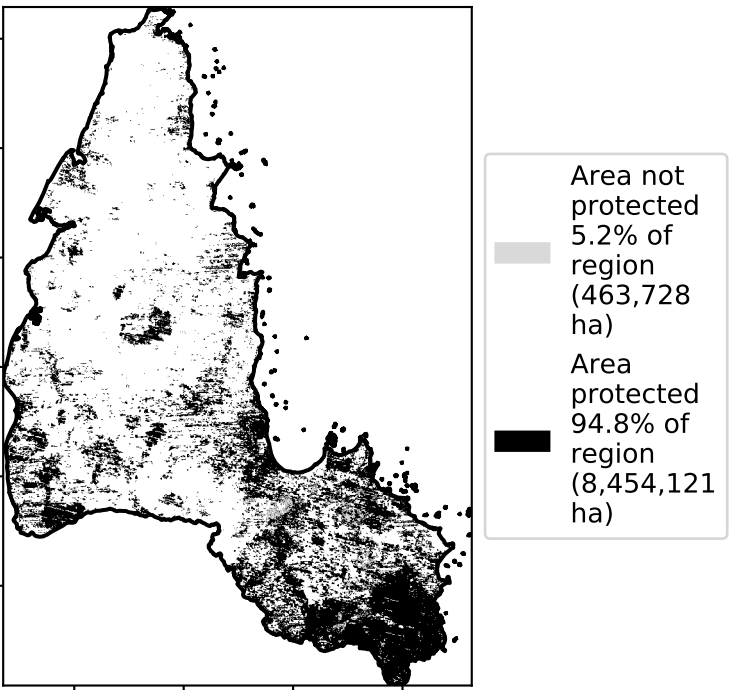 Area not
protected
5.2% of
region
(463,728
ha)
Area
protected
94.8% of
region
(8,454,121
ha)